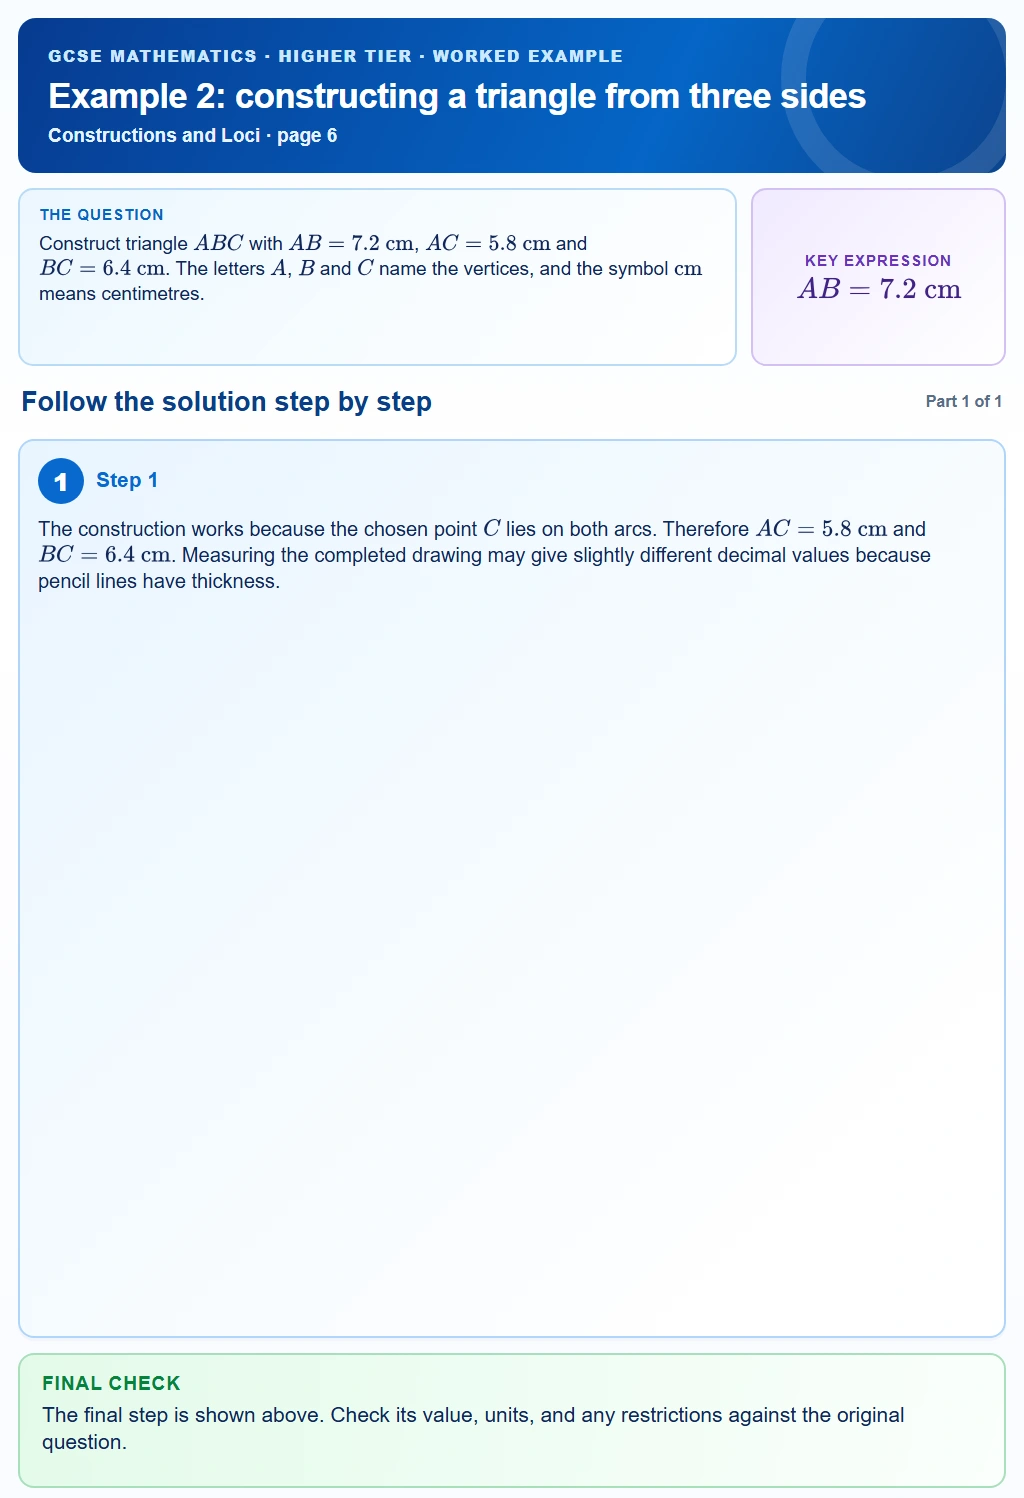 GCSE MATHEMATICS · HIGHER TIER · WORKED EXAMPLE
Example 2: constructing a triangle from three sides
Constructions and Loci · page 6
THE QUESTION
Construct triangle ABC with AB = 7.2 cm, AC = 5.8 cm and
BC = 6.4 cm. The letters A, B and C name the vertices, and the symbol cm
means centimetres.
KEY EXPRESSION
AB = 7.2 cm
Follow the solution step by step
Part 1 of 1
1 Step 1
The construction works because the chosen point C lies on both arcs. Therefore AC = 5.8 cm and
BC = 6.4 cm. Measuring the completed drawing may give slightly different decimal values because
pencil lines have thickness.
FINAL CHECK
The final step is shown above. Check its value, units, and any restrictions against the original
question.